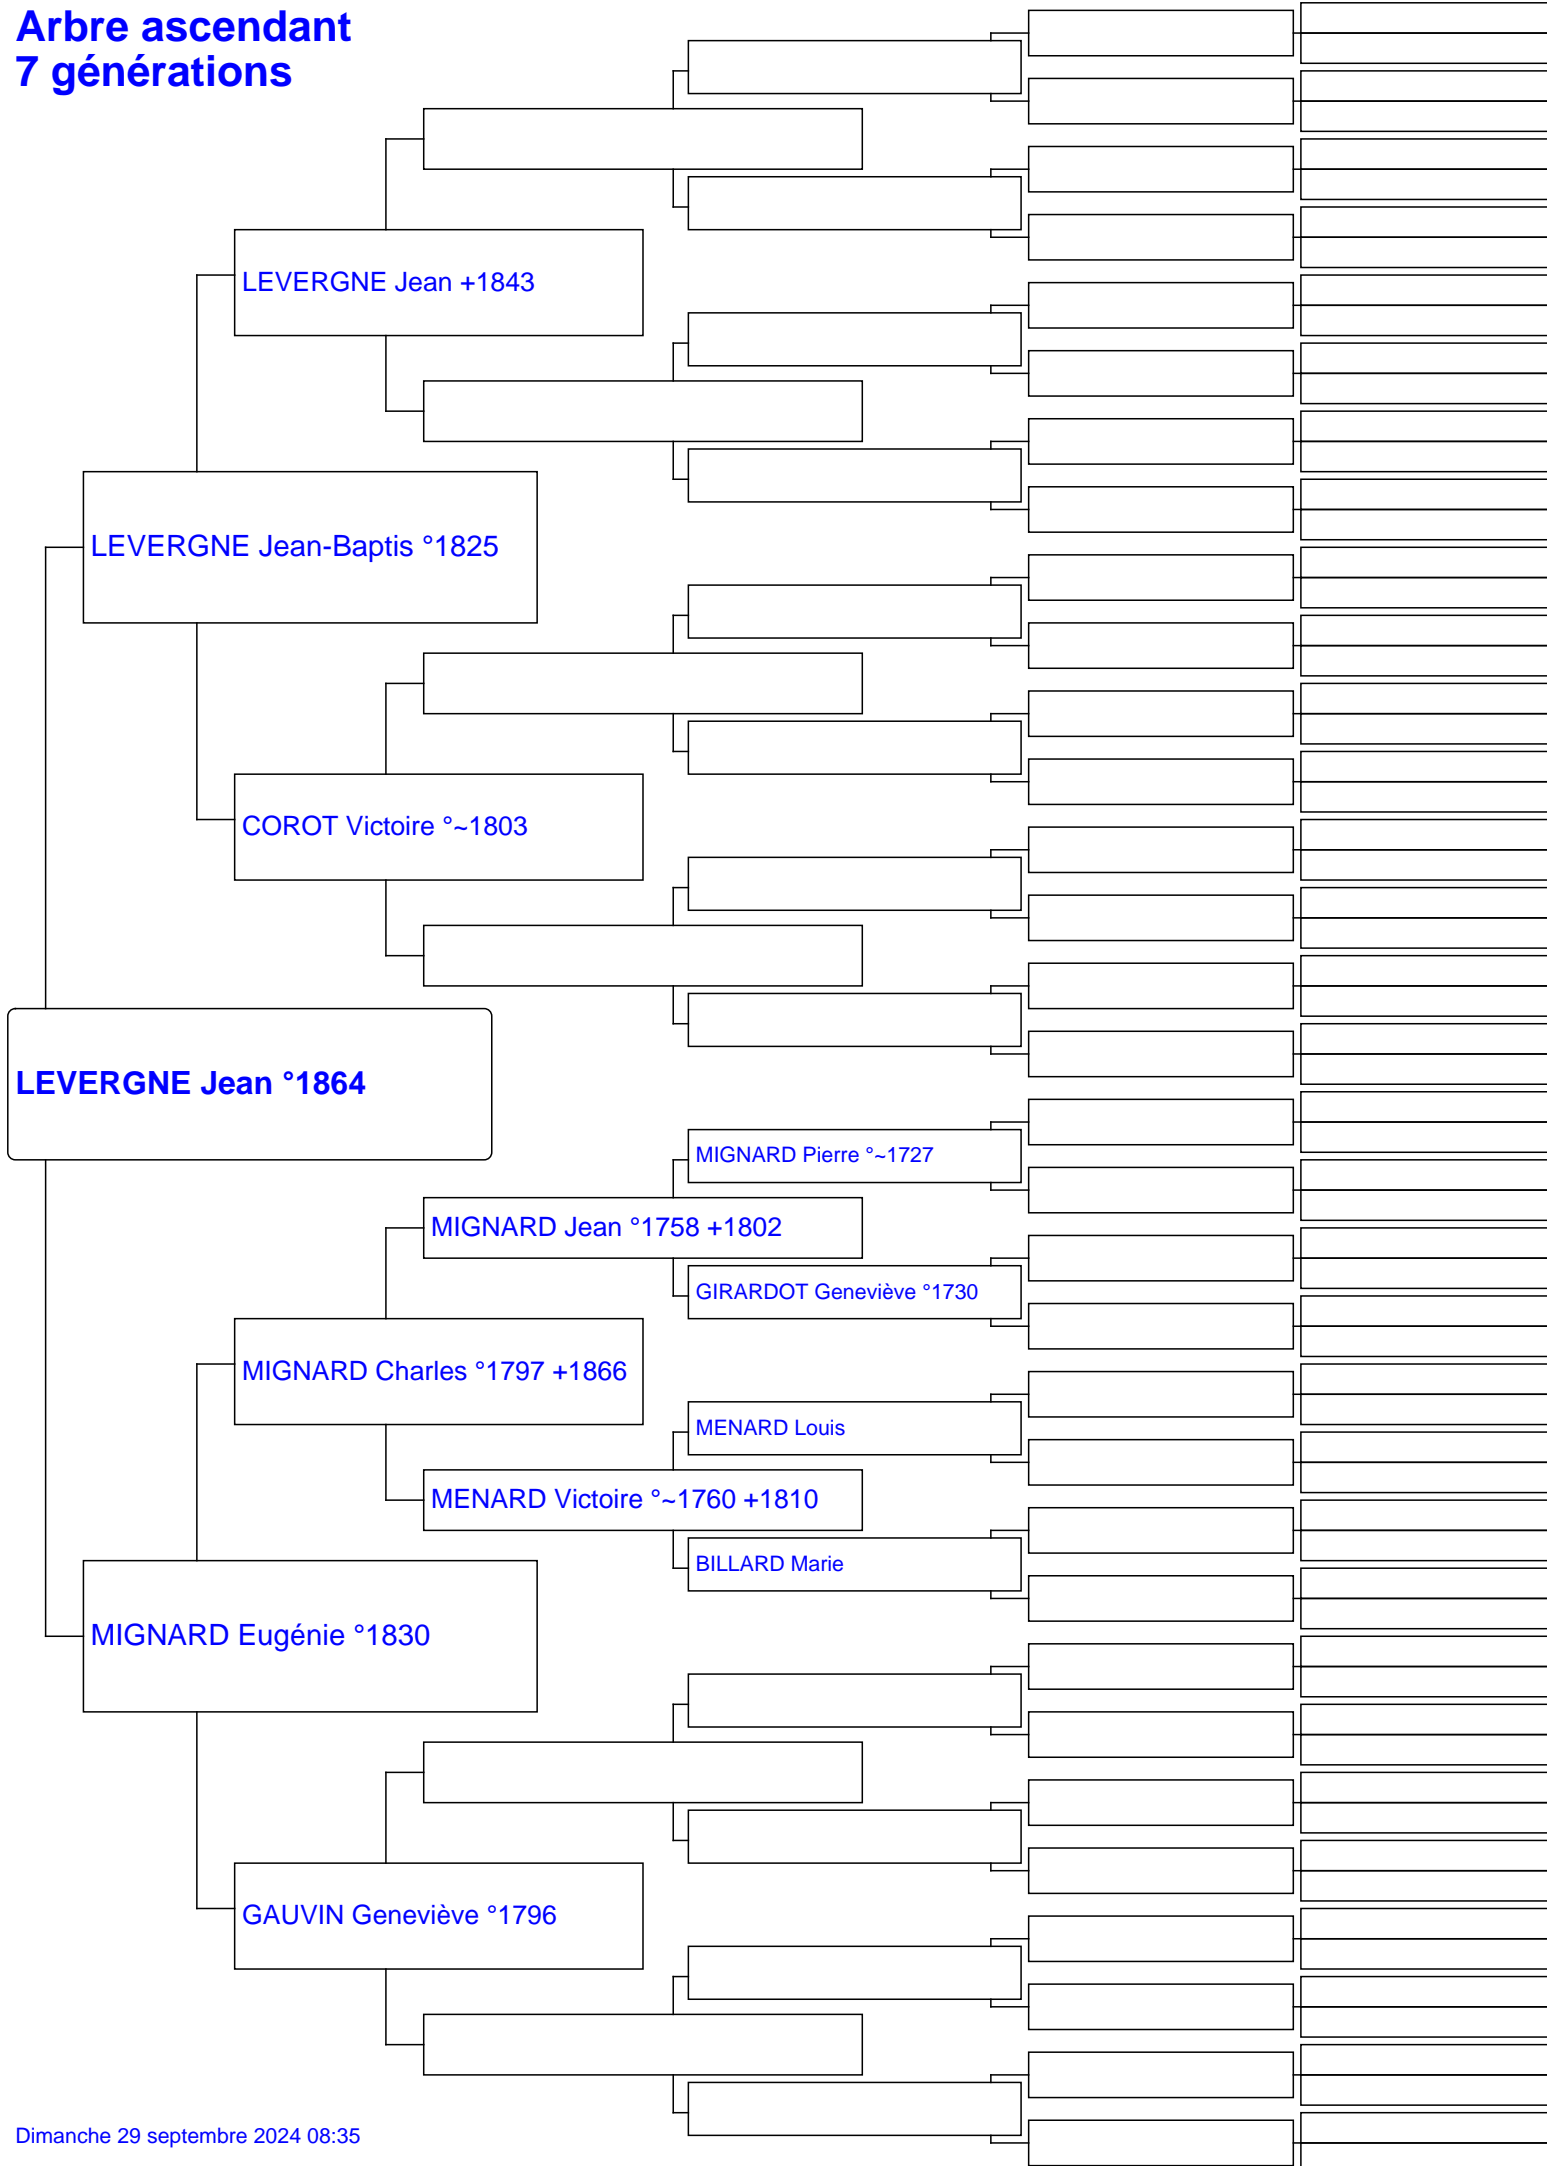 Arbre ascendant
7 générations
LEVERGNE Jean +1843
LEVERGNE Jean-Baptis °1825
COROT Victoire °~1803
LEVERGNE Jean °1864
MIGNARD Pierre °~1727
MIGNARD Jean °1758 +1802
GIRARDOT Geneviève °1730
MIGNARD Charles °1797 +1866
MENARD Louis
MENARD Victoire °~1760 +1810
BILLARD Marie
MIGNARD Eugénie °1830
GAUVIN Geneviève °1796
Dimanche 29 septembre 2024 08:35